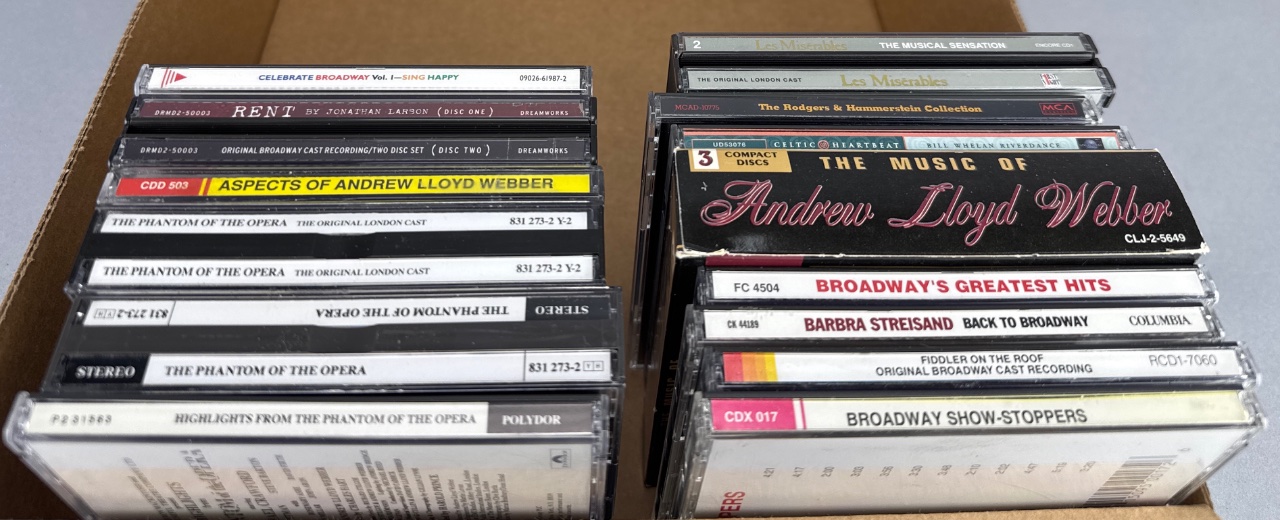 CELEBRATE BROADWAY Vol. I—SING HAPPY 09026-61987-2
DRMD2-50003 RENT BY JONATHAN LARSON (DISC ONE) DREAMWORKS
DRMD2-50003 ORIGINAL BROADWAY CAST RECORDING/TWO DISC SET (DISC TWO) DREAMWORKS
CDD 503 ASPECTS OF ANDREW LLOYD WEBBER
THE PHANTOM OF THE OPERA THE ORIGINAL LONDON CAST 831 273-2 Y-2
THE PHANTOM OF THE OPERA THE ORIGINAL LONDON CAST 831 273-2 Y-2
STEREO THE PHANTOM OF THE OPERA 831 273-2
STEREO THE PHANTOM OF THE OPERA 831 273-2
P2 31563 HIGHLIGHTS FROM THE PHANTOM OF THE OPERA POLYDOR
2 Les Misérables THE MUSICAL SENSATION
THE ORIGINAL LONDON CAST Les Misérables
MCAD-10775 The Rodgers & Hammerstein Collection MCA
UD53076 CELTIC HEARTBEAT BILL WHELAN RIVERDANCE
3 COMPACT DISCS
THE MUSIC OF
Andrew Lloyd Webber
CLJ-2-5649
FC 4504 BROADWAY'S GREATEST HITS
CK 44189 BARBRA STREISAND BACK TO BROADWAY COLUMBIA
FIDDLER ON THE ROOF
ORIGINAL BROADWAY CAST RECORDING RCD1-7060
CDX 017 BROADWAY SHOW-STOPPERS